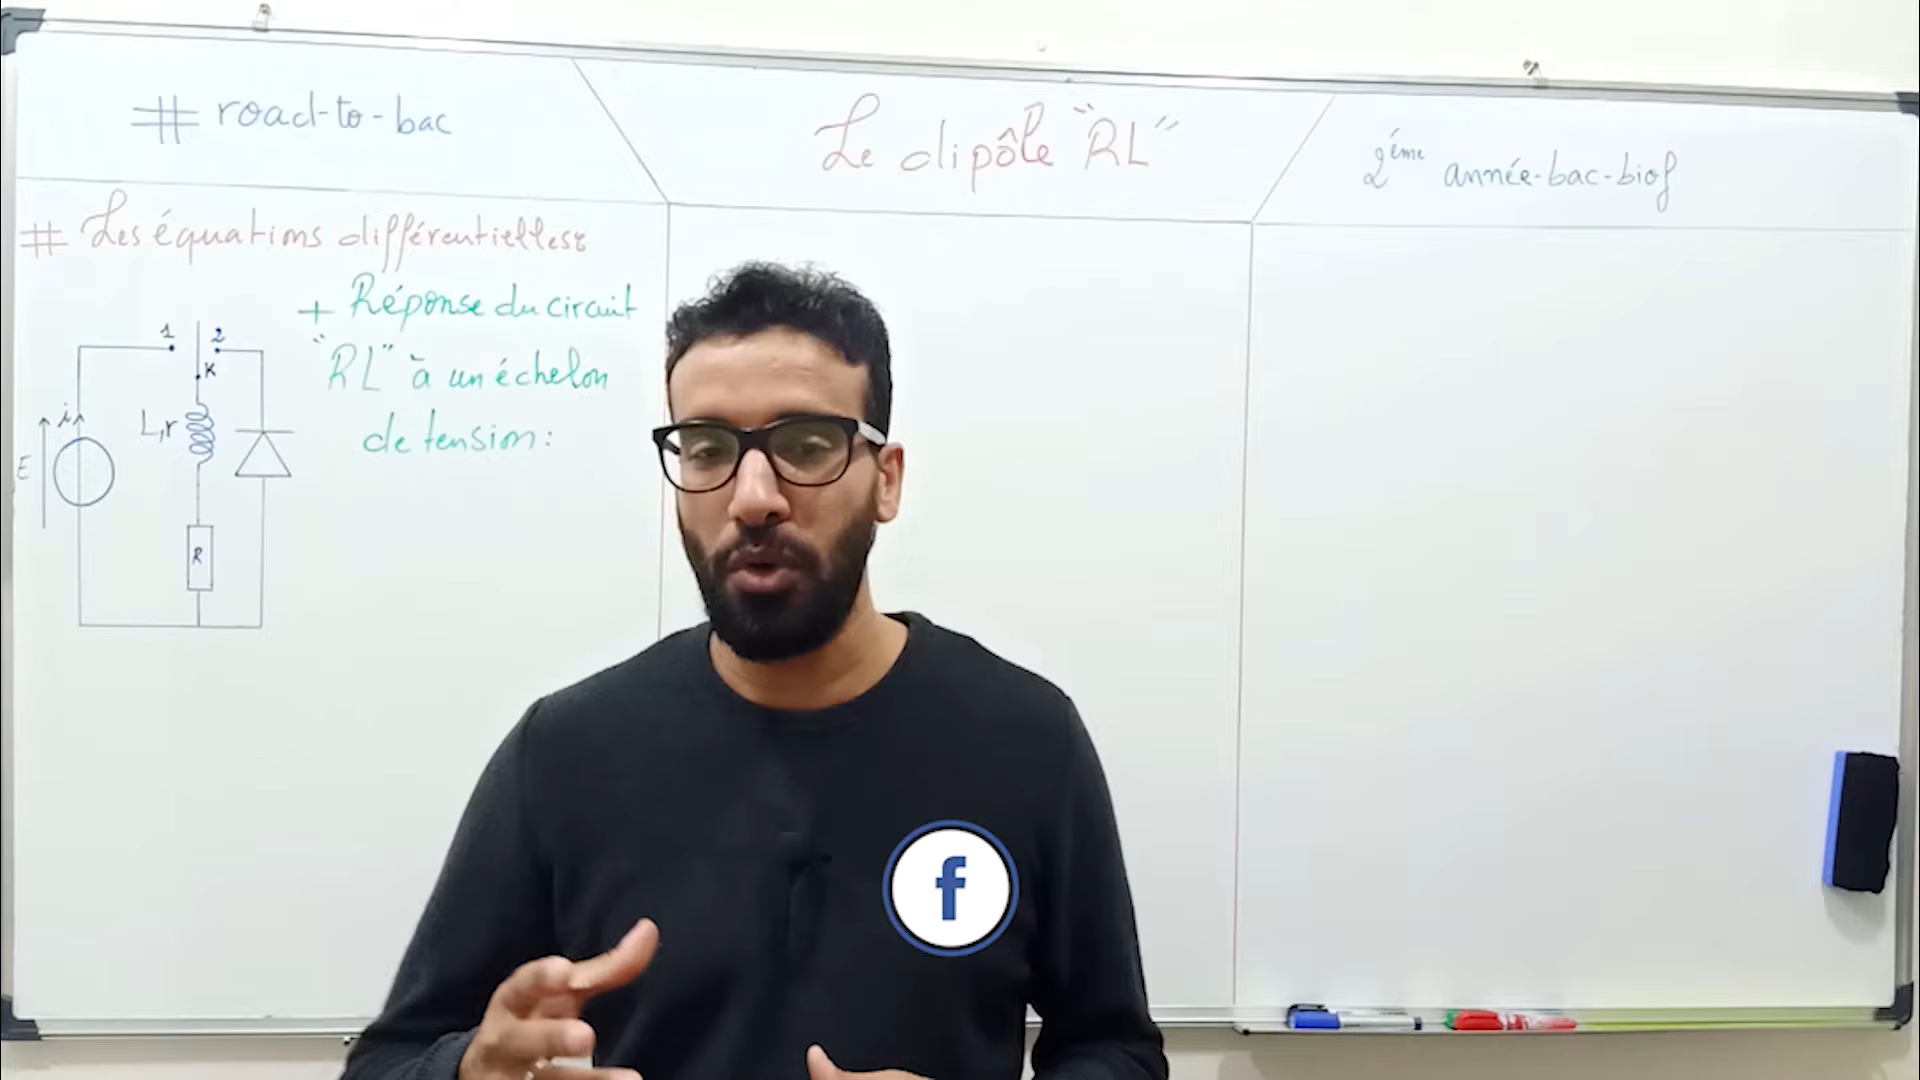 # road-to-bac
Le dipôle "RL"
2ème année-bac-biof
# Les équations différentielles:
+ Réponse du circuit
"RL" à un échelon
de tension:
1
2
K
i
L,r
E
R
f